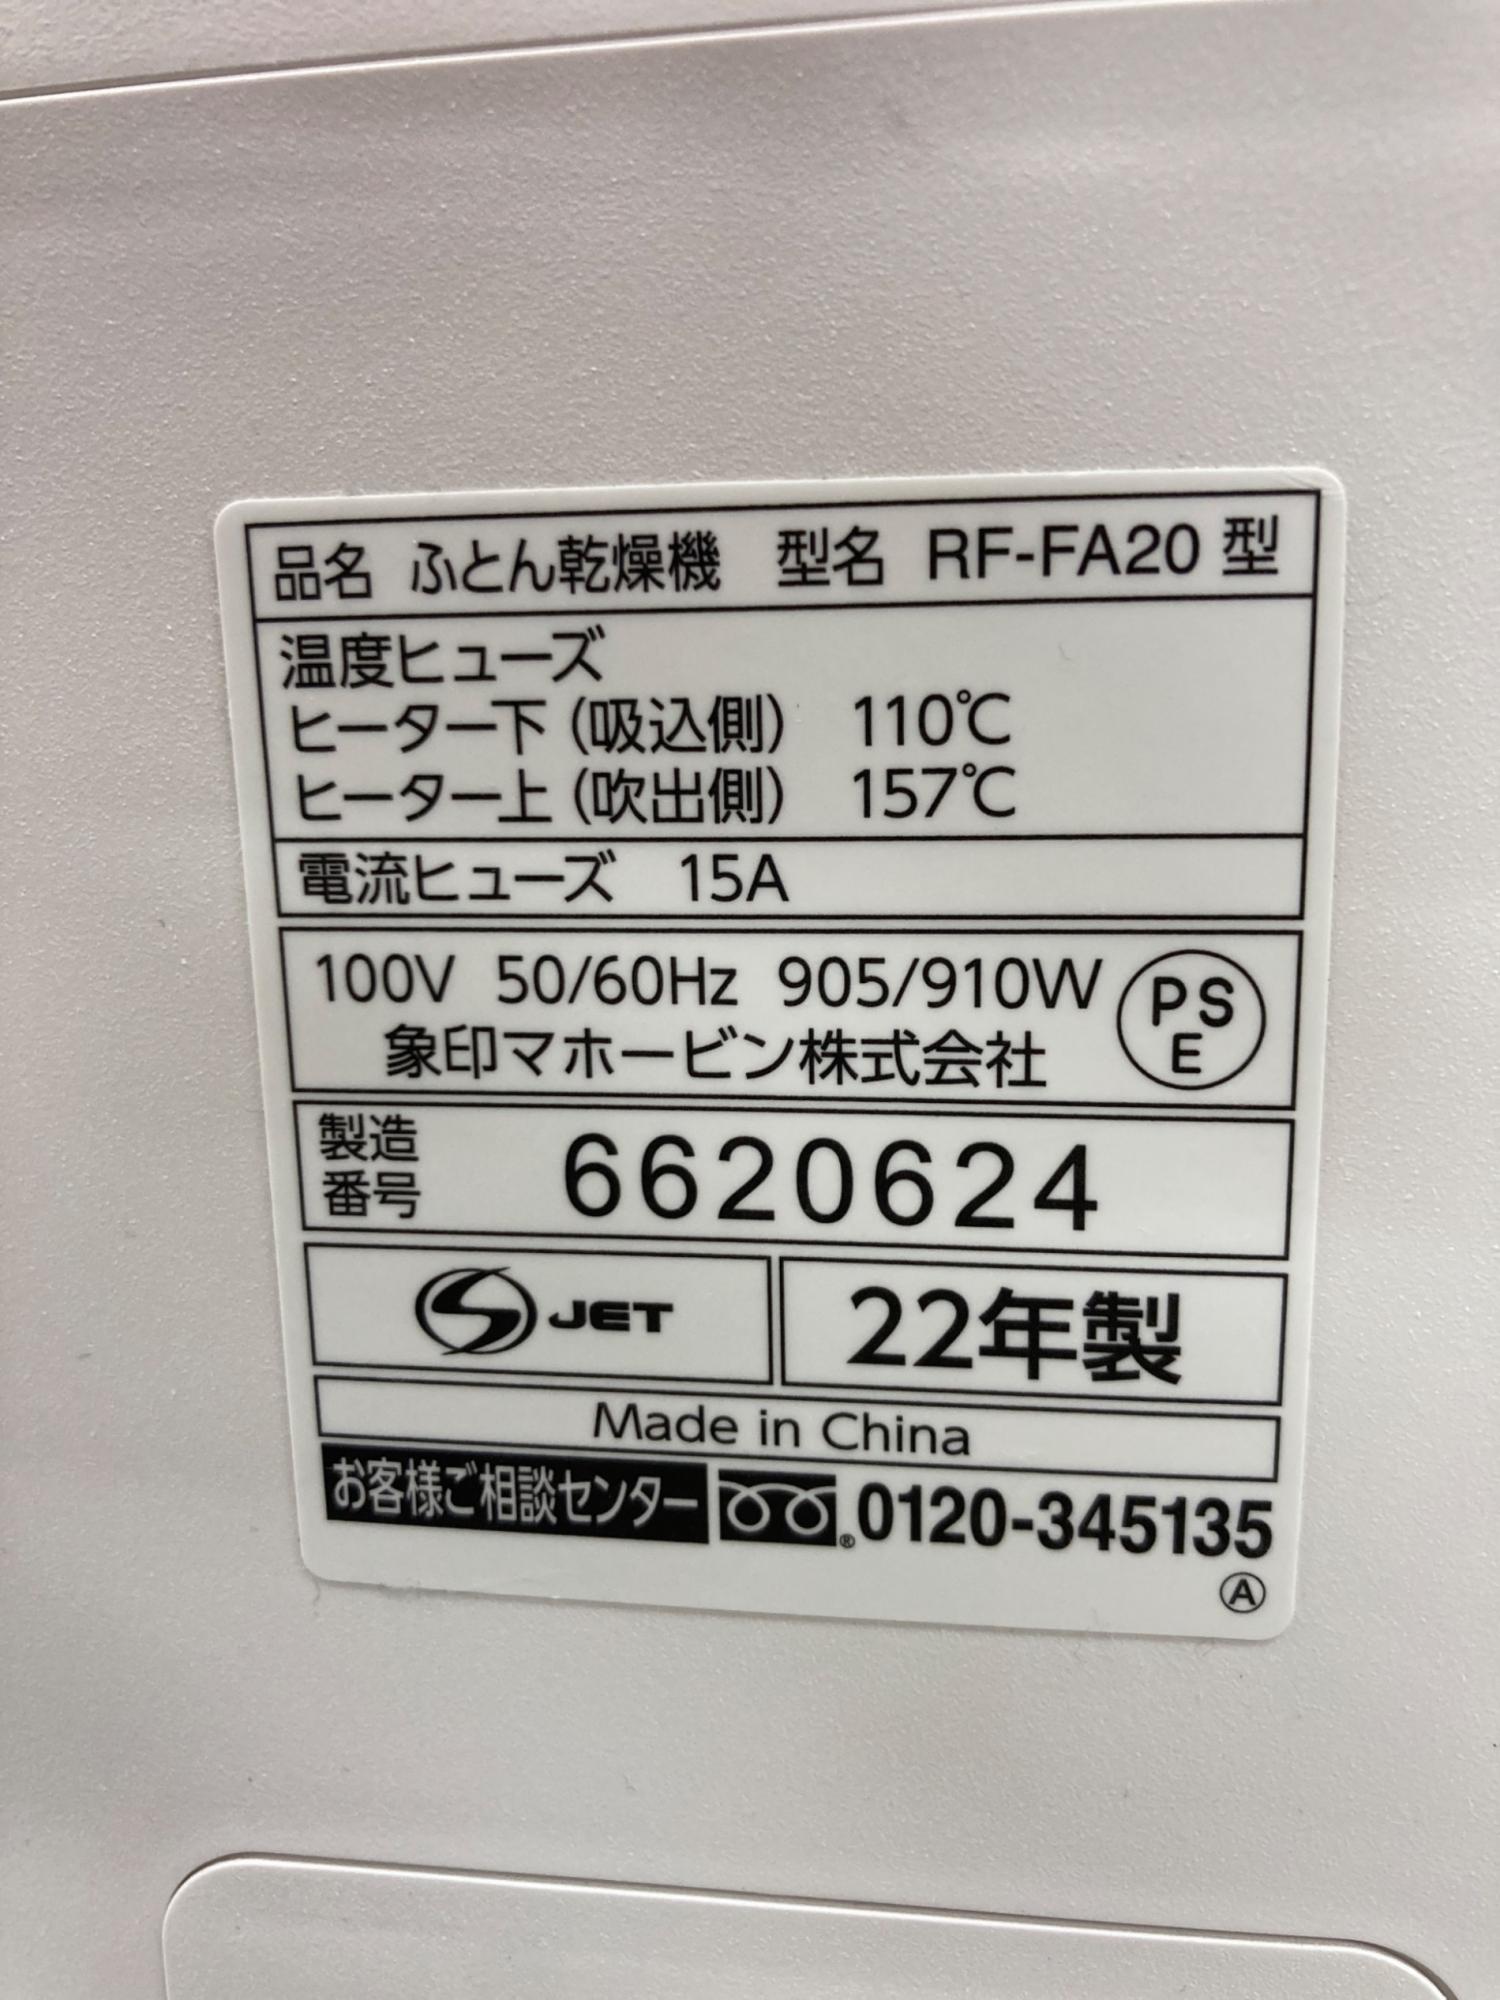 品名 ふとん乾燥機 型名 RF-FA20 型
温度ヒューズ
ヒーター下(吸込側) 110℃
ヒーター上(吹出側) 157℃
電流ヒューズ 15A
100V 50/60Hz 905/910W
象印マホービン株式会社
PSE
製造番号 6620624
S JET
22年製
Made in China
お客様ご相談センター ® 0120-345135
Ⓐ